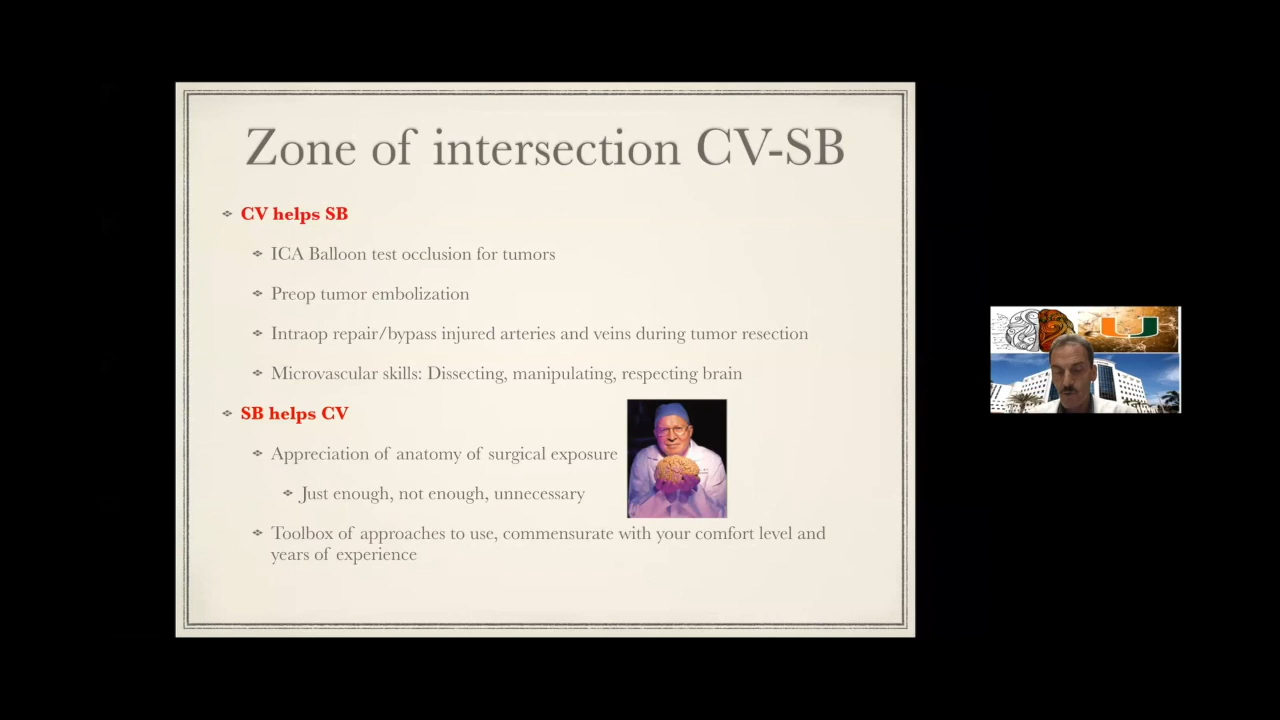 Zone of intersection CV-SB
CV helps SB
ICA Balloon test occlusion for tumors
Preop tumor embolization
Intraop repair/bypass injured arteries and veins during tumor resection
Microvascular skills: Dissecting, manipulating, respecting brain
SB helps CV
Appreciation of anatomy of surgical exposure
Just enough, not enough, unnecessary
Toolbox of approaches to use, commensurate with your comfort level and
years of experience